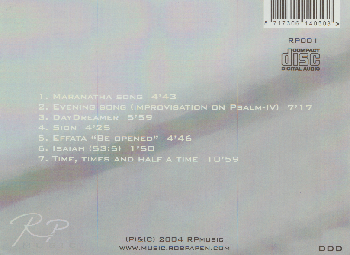 RP001
COMPACT
disc
DIGITAL AUDIO
1. Maranatha song 4'43
2. Evening song (improvisation on Psalm-IV) 7'17
3. DayDreamer 5'59
4. Sign 4'25
5. Effata "Be opened" 4'46
6. Isaiah (53:5) 1'50
7. Time, times and half a time 10'59
RP
(P)&(C) 2004 RPmusic
www.music.robpapen.com
DDD